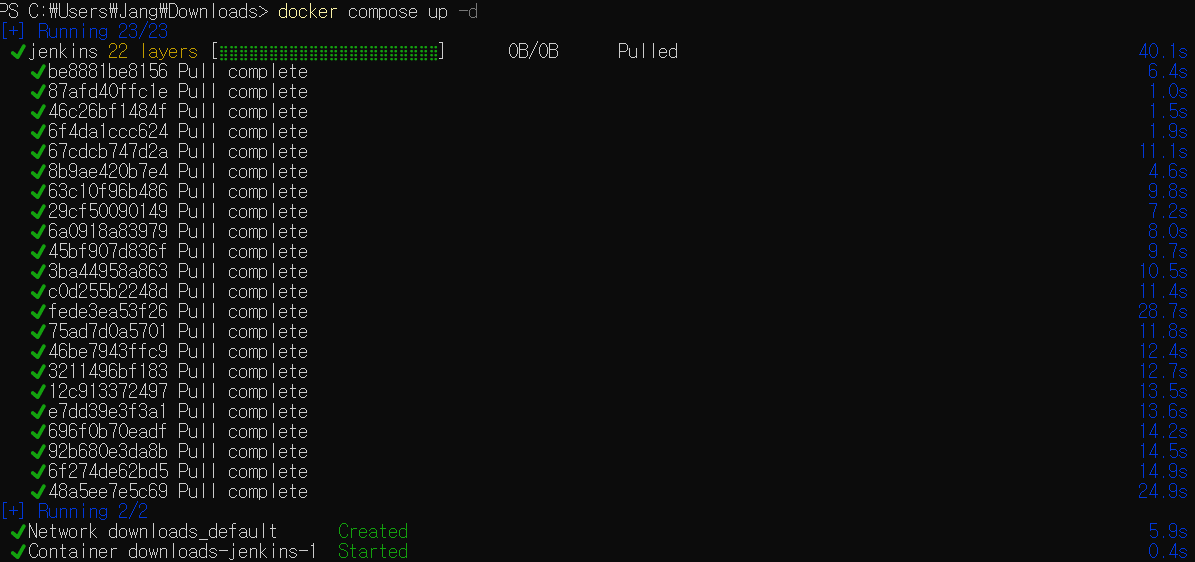 PS C:₩Users₩Jang₩Downloads> docker compose up -d
[+] Running 23/23
✔jenkins 22 layers [⣿⣿⣿⣿⣿⣿⣿⣿⣿⣿⣿⣿⣿⣿⣿⣿⣿⣿⣿⣿⣿⣿] 0B/0B Pulled 40.1s
✔be8881be8156 Pull complete 6.4s
✔87afd40ffc1e Pull complete 1.0s
✔46c26bf1484f Pull complete 1.5s
✔6f4da1ccc624 Pull complete 1.9s
✔67cdcb747d2a Pull complete 11.1s
✔8b9ae420b7e4 Pull complete 4.6s
✔63c10f96b486 Pull complete 9.8s
✔29cf50090149 Pull complete 7.2s
✔6a0918a83979 Pull complete 8.0s
✔45bf907d836f Pull complete 9.7s
✔3ba44958a863 Pull complete 10.5s
✔c0d255b2248d Pull complete 11.4s
✔fede3ea53f26 Pull complete 28.7s
✔75ad7d0a5701 Pull complete 11.8s
✔46be7943ffc9 Pull complete 12.4s
✔3211496bf183 Pull complete 12.7s
✔12c913372497 Pull complete 13.5s
✔e7dd39e3f3a1 Pull complete 13.6s
✔696f0b70eadf Pull complete 14.2s
✔92b680e3da8b Pull complete 14.5s
✔6f274de62bd5 Pull complete 14.9s
✔48a5ee7e5c69 Pull complete 24.9s
[+] Running 2/2
✔Network downloads_default Created 5.9s
✔Container downloads-jenkins-1 Started 0.4s